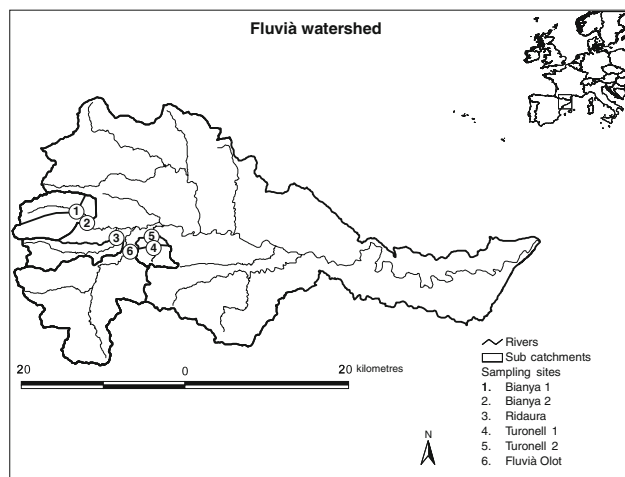 Fluvià watershed
1
2
3
5
4
6
20 0 20 kilometres
Rivers
Sub catchments
Sampling sites
1. Bianya 1
2. Bianya 2
3. Ridaura
4. Turonell 1
5. Turonell 2
6. Fluvià Olot
N